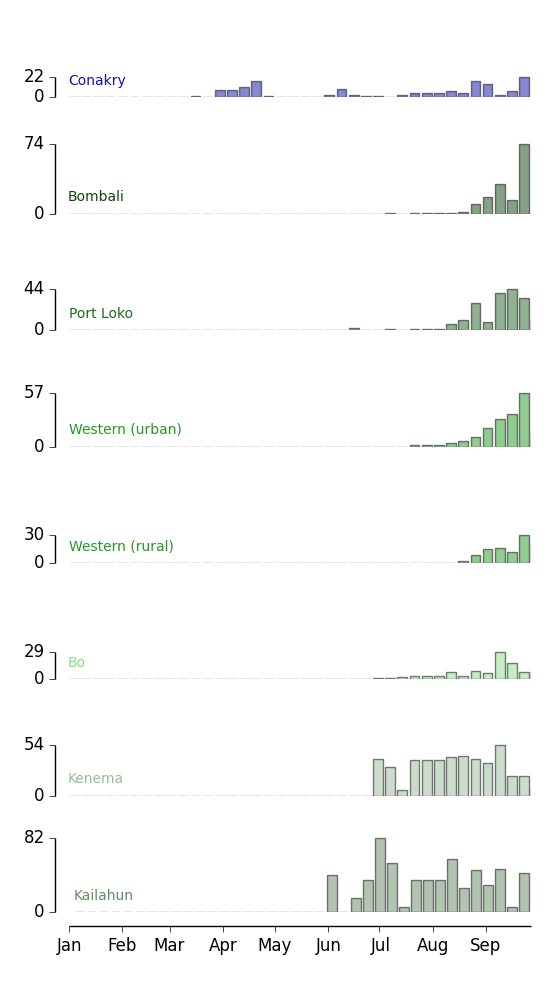 22
Conakry
0
74
Bombali
0
44
Port Loko
0
57
Western (urban)
0
30
Western (rural)
0
29
Bo
0
54
Kenema
0
82
Kailahun
0
Jan Feb Mar Apr May Jun Jul Aug Sep